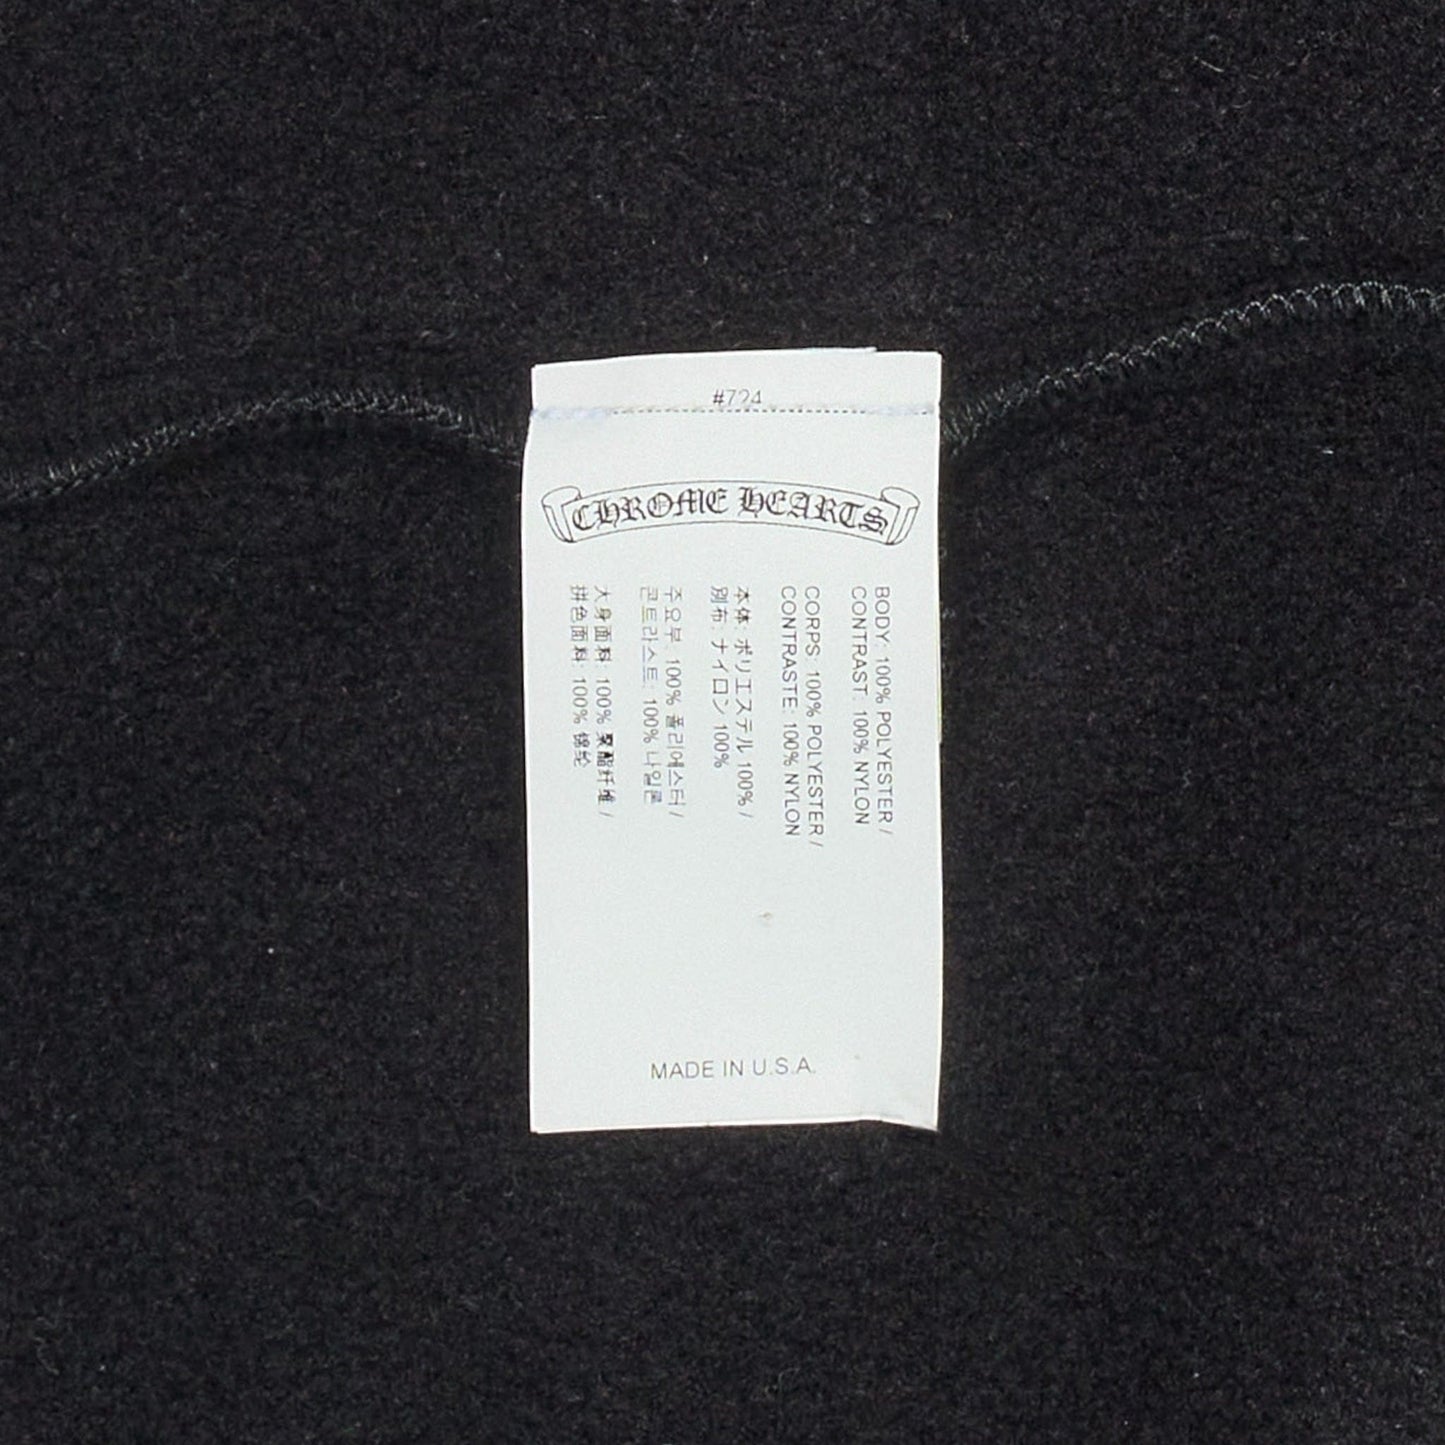 #724
CHROME HEARTS
BODY: 100% POLYESTER /
CONTRAST: 100% NYLON
CORPS: 100% POLYESTER /
CONTRASTE: 100% NYLON
本体 ポリエステル 100% /
別布 ナイロン 100%
주요부: 100% 폴리에스터 /
콘트라스트: 100% 나일론
大身面料: 100% 聚酯纤维 /
拼色面料: 100% 锦纶
MADE IN U.S.A.